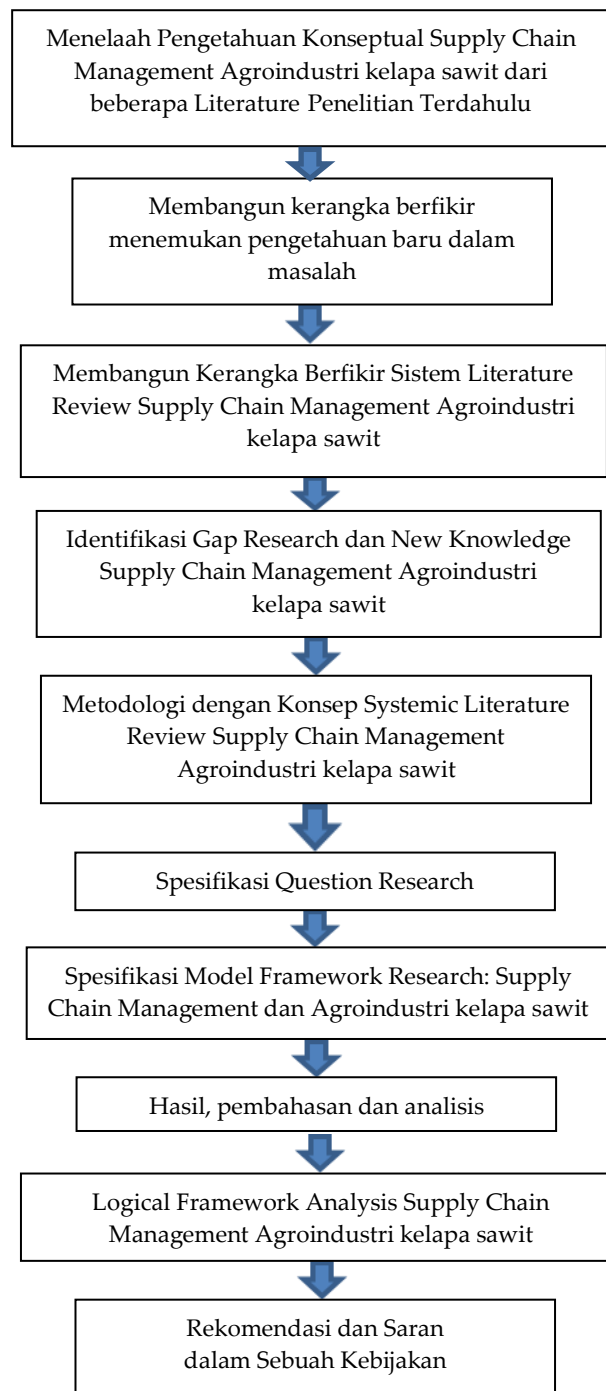 Menelaah Pengetahuan Konseptual Supply Chain
Management Agroindustri kelapa sawit dari
beberapa Literature Penelitian Terdahulu
Membangun kerangka berfikir
menemukan pengetahuan baru dalam
masalah
Membangun Kerangka Berfikir Sistem Literature
Review Supply Chain Management Agroindustri
kelapa sawit
Identifikasi Gap Research dan New Knowledge
Supply Chain Management Agroindustri
kelapa sawit
Metodologi dengan Konsep Systemic Literature
Review Supply Chain Management
Agroindustri kelapa sawit
Spesifikasi Question Research
Spesifikasi Model Framework Research: Supply
Chain Management dan Agroindustri kelapa sawit
Hasil, pembahasan dan analisis
Logical Framework Analysis Supply Chain
Management Agroindustri kelapa sawit
Rekomendasi dan Saran
dalam Sebuah Kebijakan